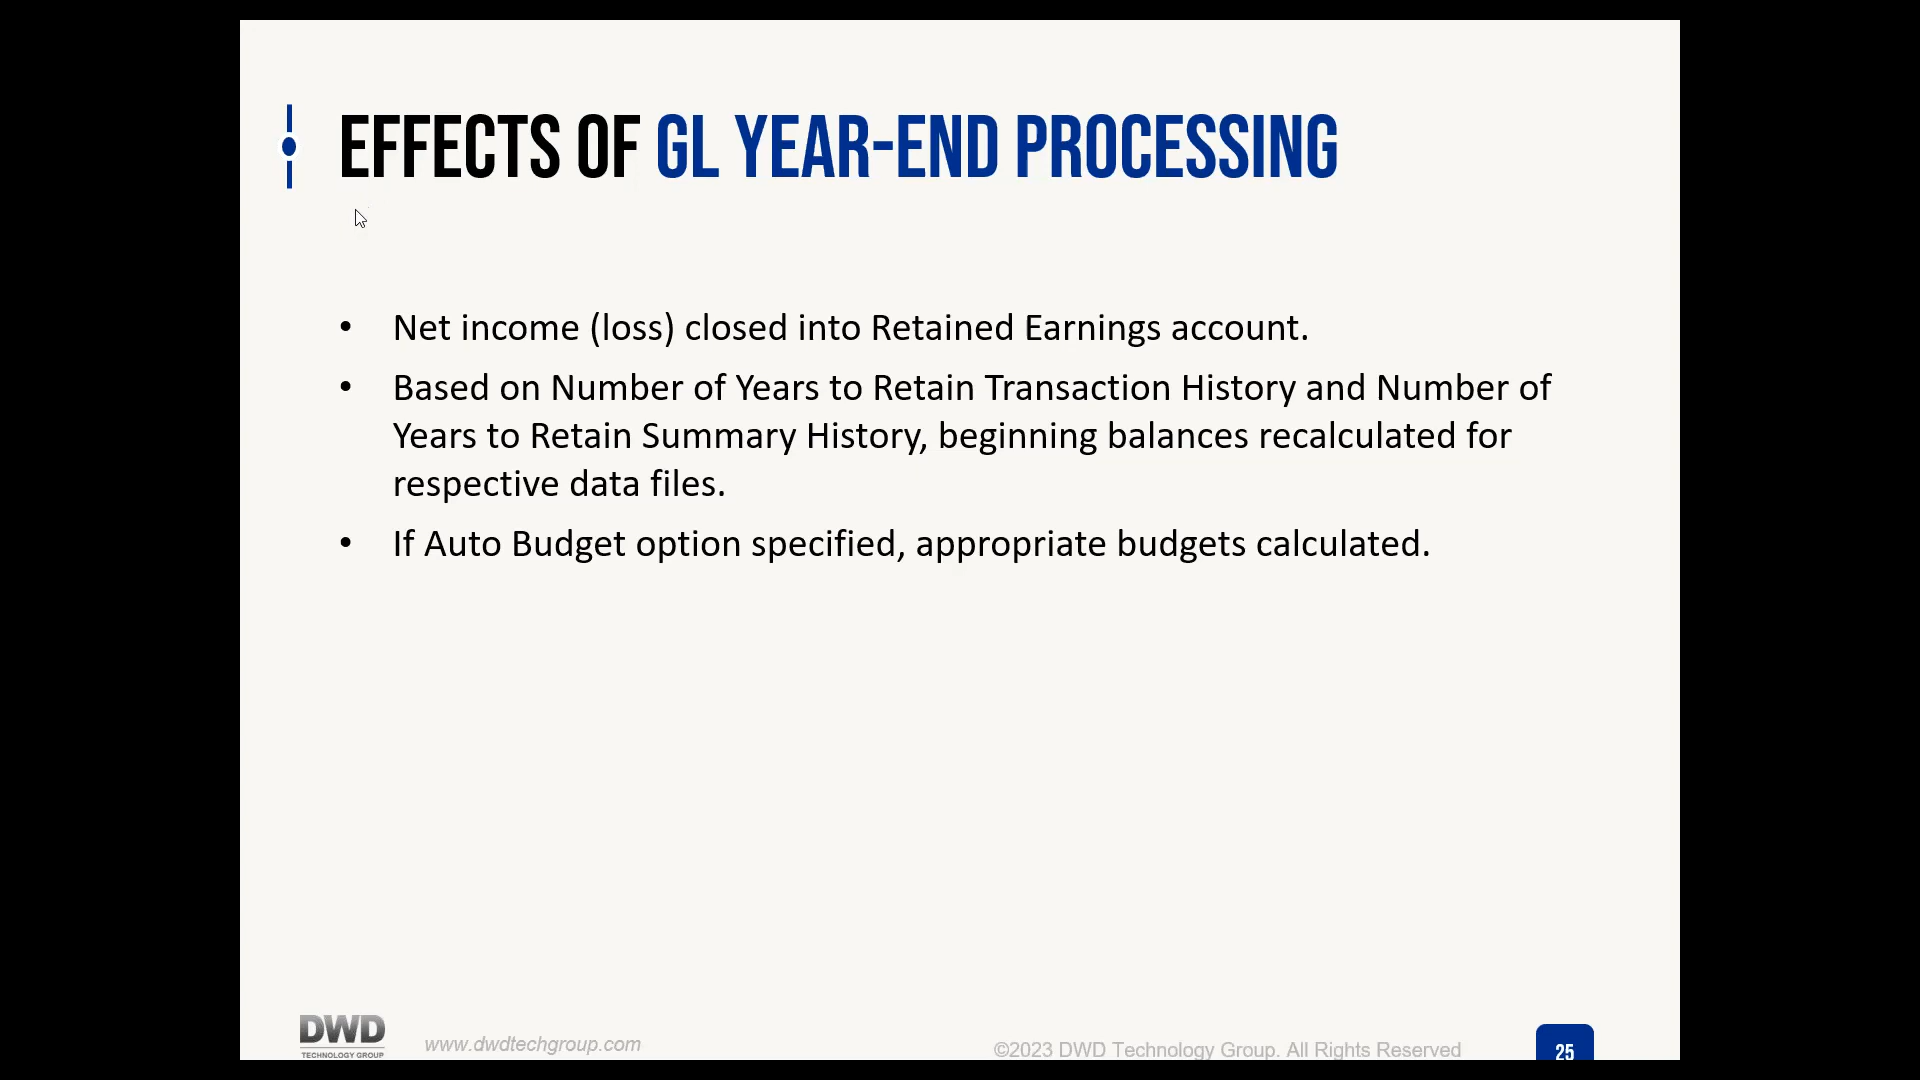 EFFECTS OF GL YEAR-END PROCESSING
• Net income (loss) closed into Retained Earnings account.
• Based on Number of Years to Retain Transaction History and Number of
Years to Retain Summary History, beginning balances recalculated for
respective data files.
• If Auto Budget option specified, appropriate budgets calculated.
DWD
TECHNOLOGY GROUP
www.dwdtechgroup.com
©2023 DWD Technology Group. All Rights Reserved
25